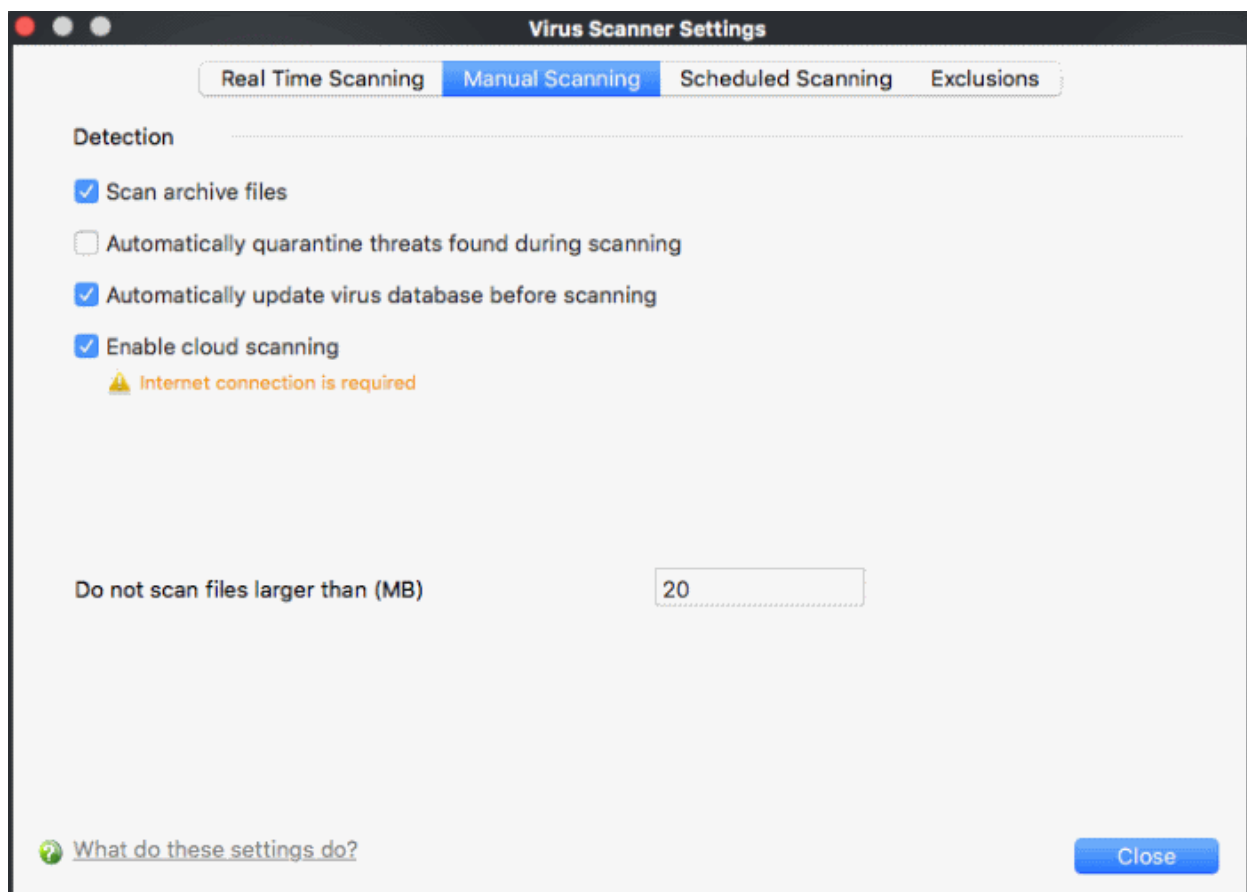 Virus Scanner Settings
Real Time Scanning Manual Scanning Scheduled Scanning Exclusions
Detection
Scan archive files
Automatically quarantine threats found during scanning
Automatically update virus database before scanning
Enable cloud scanning
Internet connection is required
Do not scan files larger than (MB) 20
What do these settings do? Close